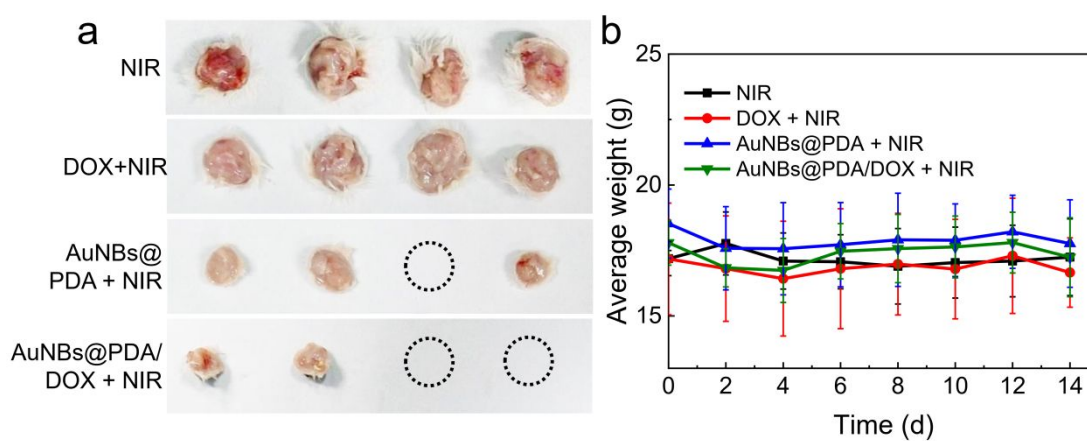 a
NIR
DOX+NIR
AuNBs@
PDA + NIR
AuNBs@PDA/
DOX + NIR
b
25
20
15
Average weight (g)
NIR
DOX + NIR
AuNBs@PDA + NIR
AuNBs@PDA/DOX + NIR
0 2 4 6 8 10 12 14
Time (d)